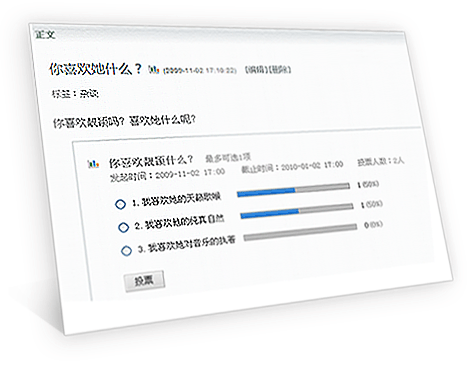 正文
你喜欢她什么？ (2009-11-02 17:10:22) [编辑][删除]
标签：杂谈
你喜欢靓颖吗？喜欢她什么呢？
你喜欢靓颖什么？ 最多可选1项
发起时间：2009-11-02 17:00 截止时间：2010-01-02 17:00 投票人数：2人
1. 我喜欢她的天籁歌喉 1 (50%)
2. 我喜欢她的纯真自然 1 (50%)
3. 我喜欢她对音乐的执着 0 (0%)
投票